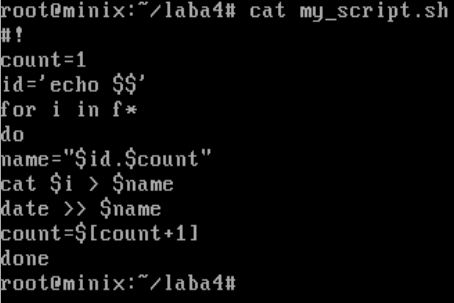 root@minix:~/laba4# cat my_script.sh
#!
count=1
id='echo $$'
for i in f*
do
name="$id.$count"
cat $i > $name
date >> $name
count=$[count+1]
done
root@minix:~/laba4#